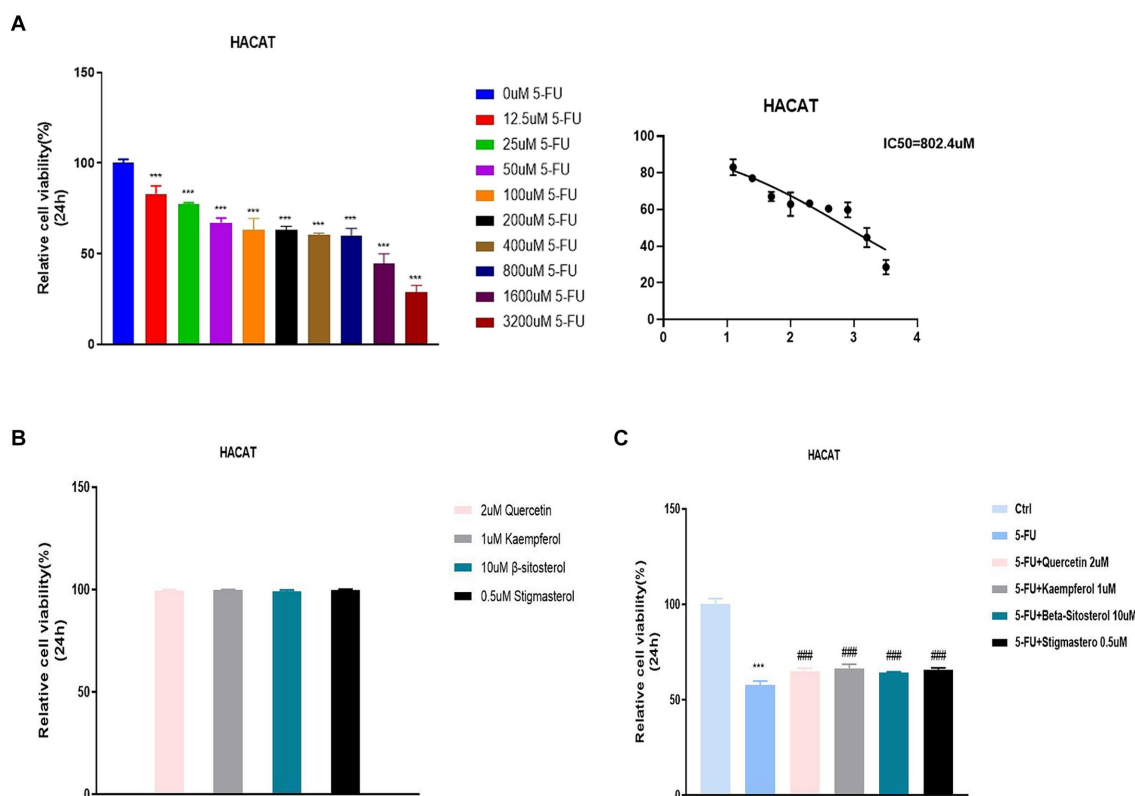 A
HACAT
Relative cell viability(%)
(24h)
150
100
50
0
***
***
***
***
***
***
***
***
***
0uM 5-FU
12.5uM 5-FU
25uM 5-FU
50uM 5-FU
100uM 5-FU
200uM 5-FU
400uM 5-FU
800uM 5-FU
1600uM 5-FU
3200uM 5-FU
HACAT
IC50=802.4uM
100
80
60
40
20
0
0 1 2 3 4
B
HACAT
Relative cell viability(%)
(24h)
150
100
50
0
2uM Quercetin
1uM Kaempferol
10uM β-sitosterol
0.5uM Stigmasterol
C
HACAT
Relative cell viability(%)
(24h)
150
100
50
0
***
###
###
###
###
Ctrl
5-FU
5-FU+Quercetin 2uM
5-FU+Kaempferol 1uM
5-FU+Beta-Sitosterol 10uM
5-FU+Stigmastero 0.5uM